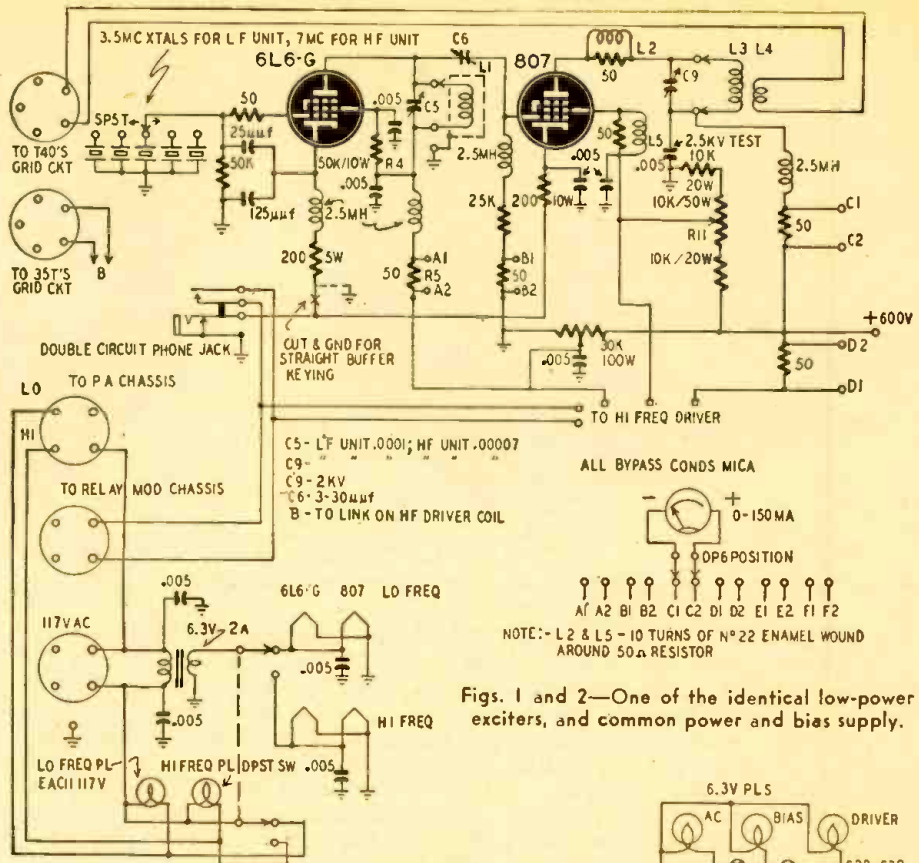 3.5MC XTALS FOR LF UNIT, 7MC FOR HF UNIT
6L6-G
C6
L1
807
L2
50
C9
L3 L4
SPST
50
25µµf
50K
125µµf
.005
C5
50K/10W
R4
.005
2.5MH
2.5MH
25K
200
10W
50
L5
.005
.005
2.5KV TEST
10K
20W
10K/50W
R11
10K/20W
2.5MH
50
C1
C2
TO T40'S
GRID CKT
TO 35T'S
GRID CKT
B
200
5W
50
R5
A1
A2
B1
50
B2
+600V
D2
50
D1
DOUBLE CIRCUIT PHONE JACK
CUT & GND FOR
STRAIGHT BUFFER
KEYING
.005
30K
100W
TO HI FREQ DRIVER
LO
HI
TO PA CHASSIS
C5-LF UNIT.0001; HF UNIT.00007
C9- " " " " " "
C9-2KV
C6-3-30µµf
B-TO LINK ON HF DRIVER COIL
TO RELAY MOD CHASSIS
ALL BYPASS CONDS MICA
- +
0-150MA
DP6POSITION
A1 A2 B1 B2 C1 C2 D1 D2 E1 E2 F1 F2
NOTE:- L2 & L5-10 TURNS OF Nº22 ENAMEL WOUND
AROUND 50Ω RESISTOR
117VAC
.005
6.3V-2A
.005
6L6-G 807 LO FREQ
.005
HI FREQ
.005
LO FREQ PL
EACH 117V
HI FREQ PL
DPST SW
Figs. 1 and 2—One of the identical low-power
exciters, and common power and bias supply.
6.3V PLS
AC
BIAS
DRIVER